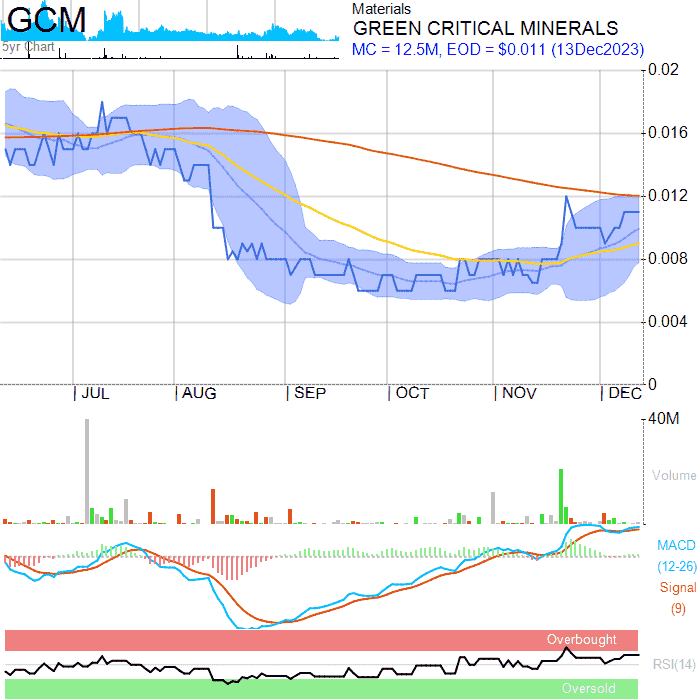 GCM
5yr Chart
Materials
GREEN CRITICAL MINERALS
MC = 12.5M, EOD = $0.011 (13Dec2023)
0.02
0.016
0.012
0.008
0.004
0
| JUL | AUG | SEP | OCT | NOV | DEC
40M
Volume
MACD
(12-26)
Signal
(9)
Overbought
RSI(14)
Oversold